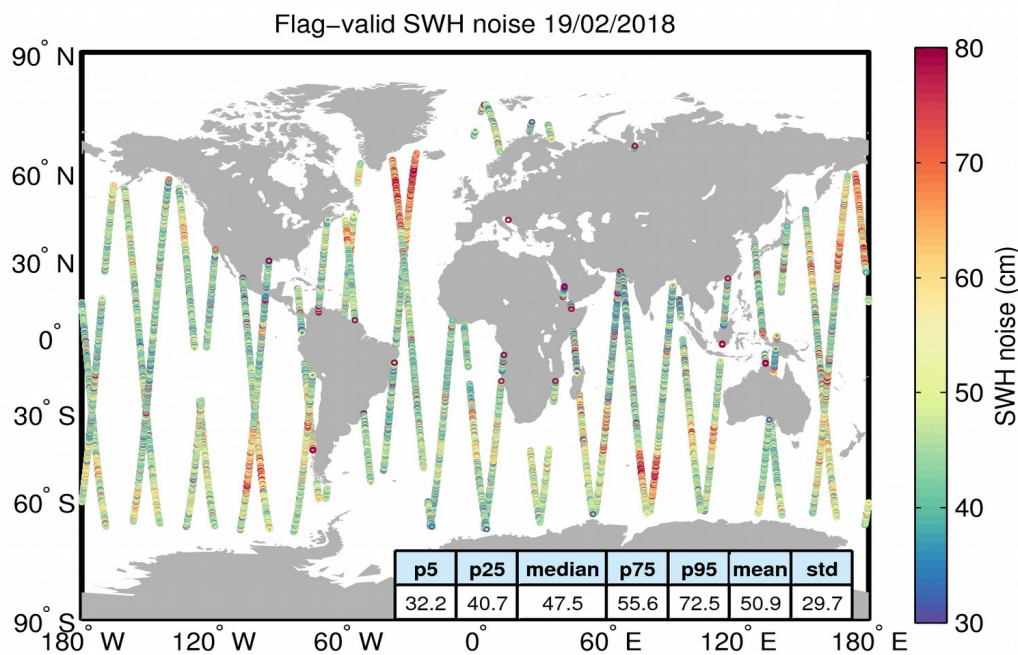 Flag−valid SWH noise 19/02/2018
90° N
60° N
30° N
0°
30° S
60° S
90° S
180° W
120° W
60° W
0°
60° E
120° E
180° E
p5 p25 median p75 p95 mean std
32.2 40.7 47.5 55.6 72.5 50.9 29.7
80
70
60
50
40
30
SWH noise (cm)